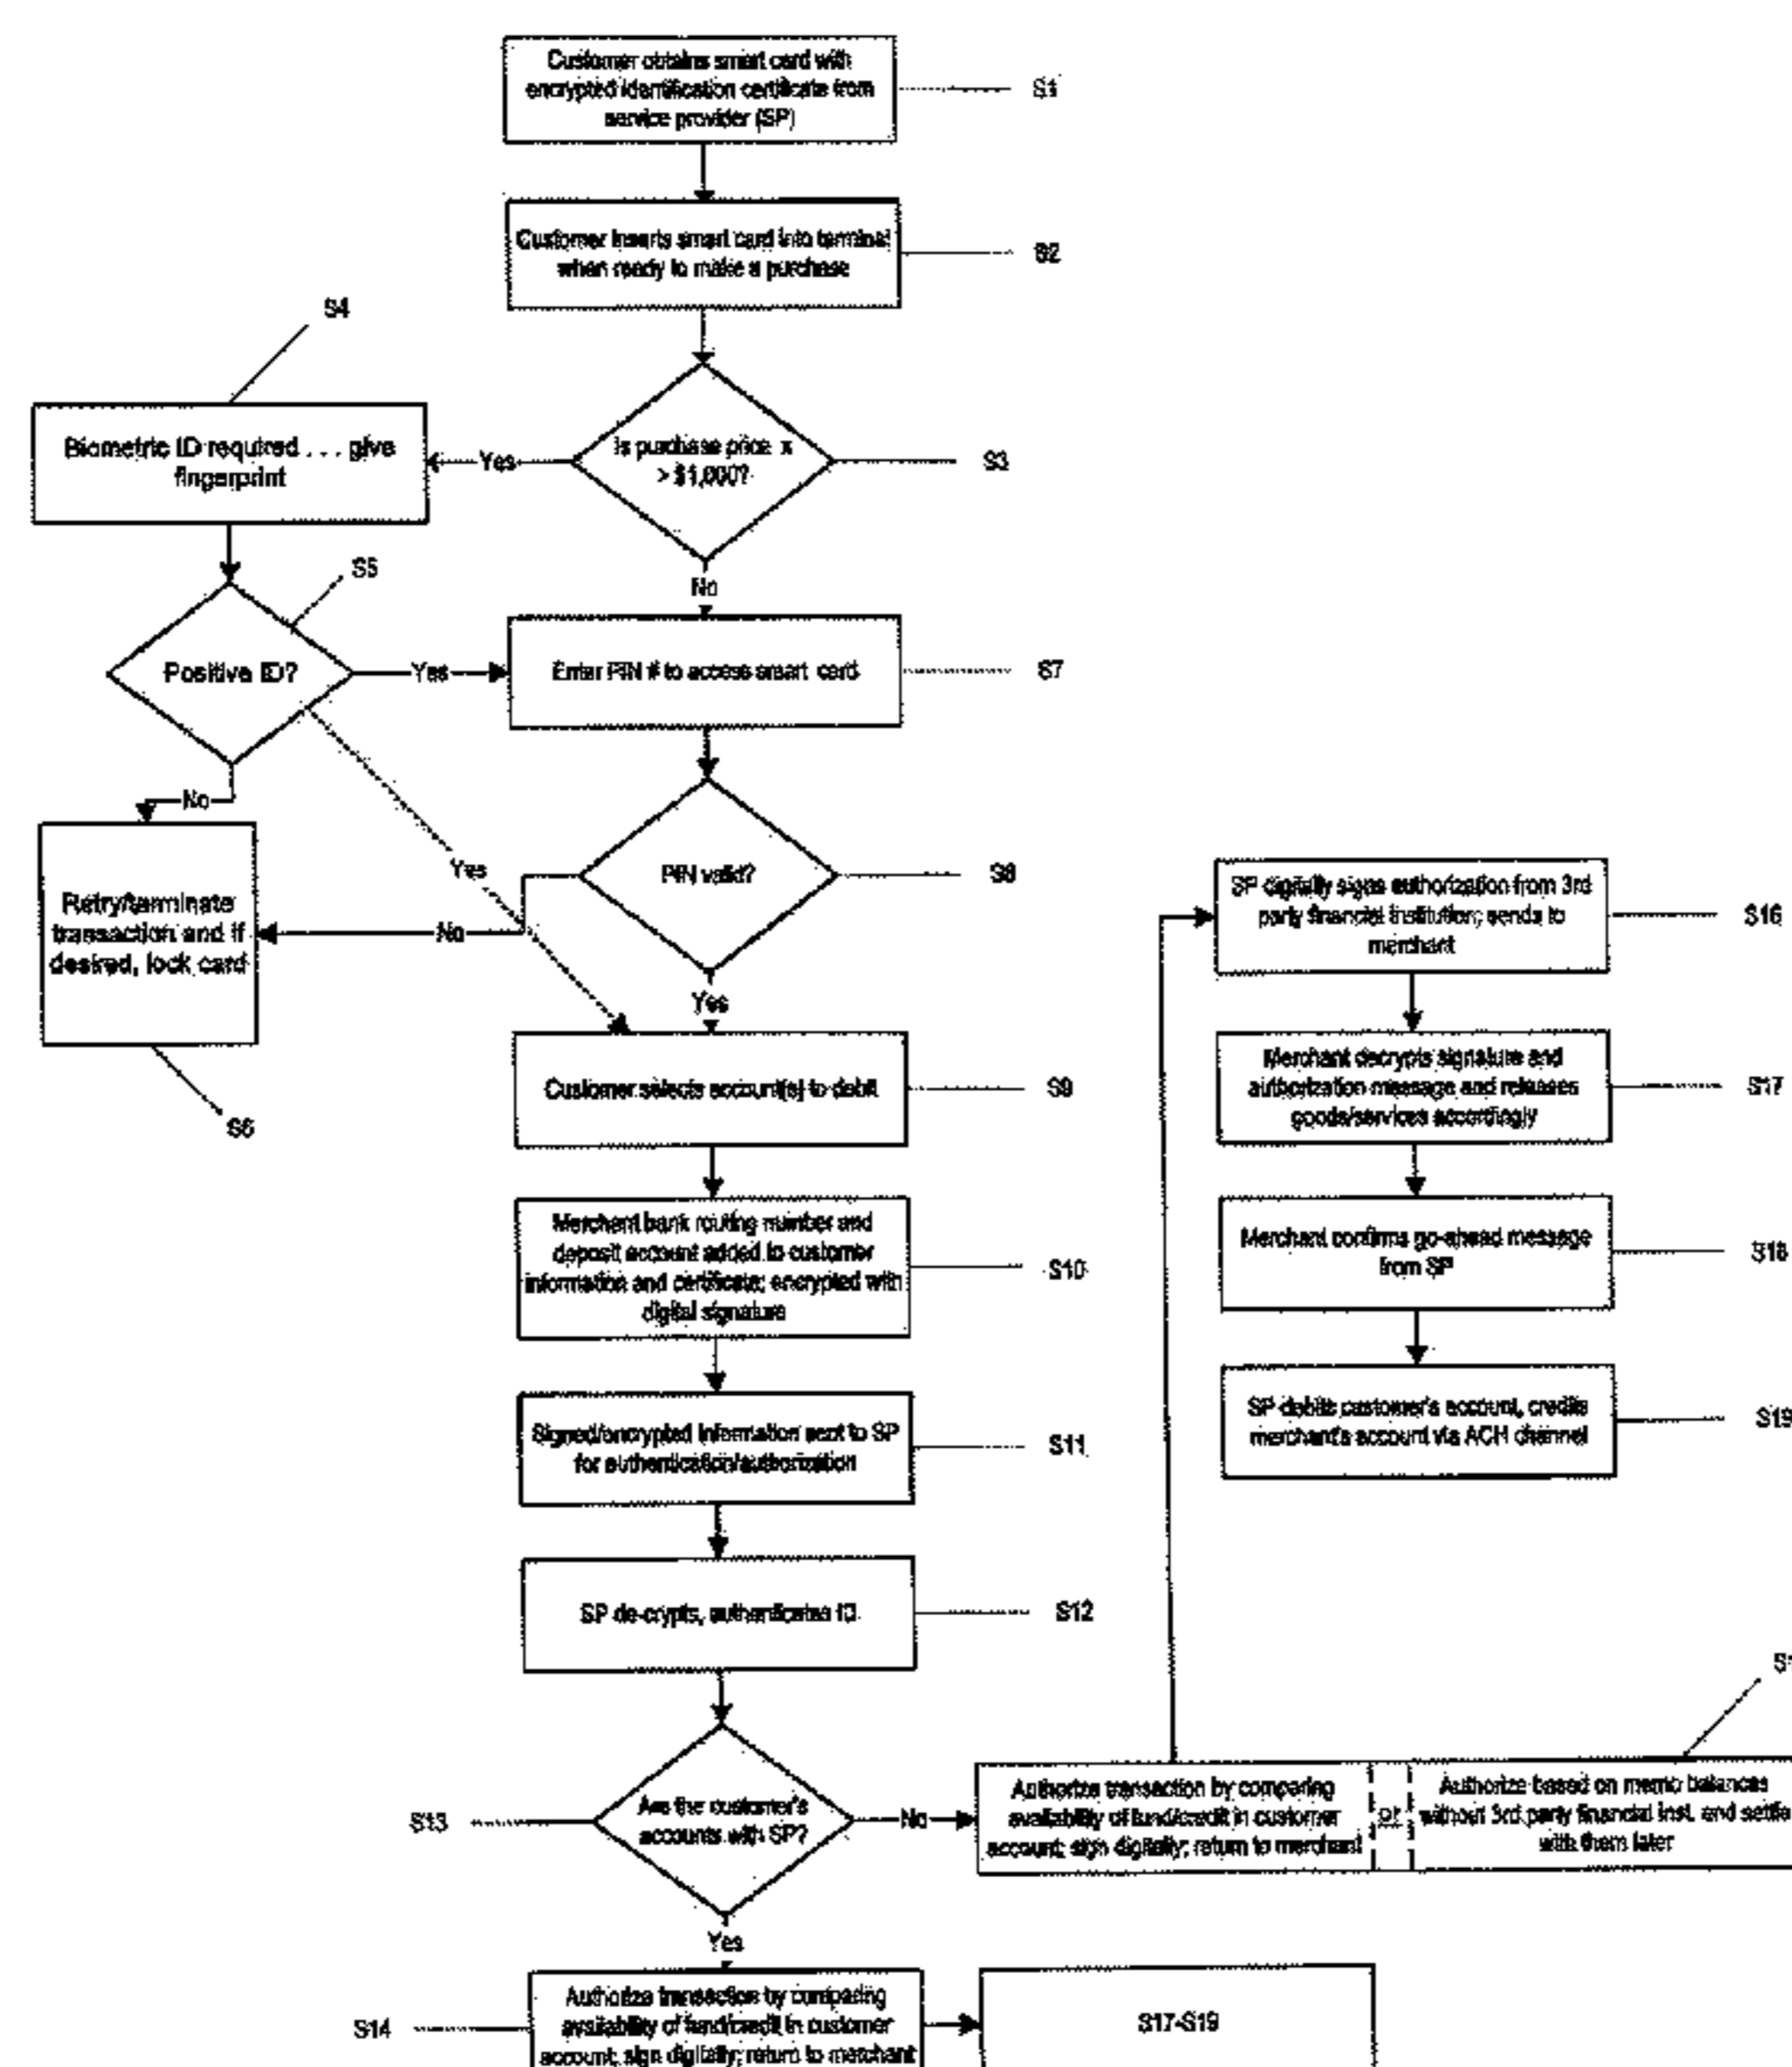 Customer obtains smart card with
encrypted identification certificate from
service provider (SP)
S1
Customer inserts smart card into terminal
when ready to make a purchase
S2
S4
Biometric ID required . . . give
fingerprint
Yes
Is purchase price x
> $1,000?
S3
No
S5
Positive ID?
Yes
Enter PIN # to access smart card
S7
No
Yes
PIN valid?
S8
Retry/terminate
transaction and if
desired, lock card
No
Yes
S6
Customer selects account[s] to debit
S9
Merchant bank routing number and
deposit account added to customer
information and certificate; encrypted with
digital signature
S10
Signed/encrypted information sent to SP
for authentication/authorization
S11
SP de-crypts, authenticates ID
S12
S13
Are the customer's
accounts with SP?
No
Authorize transaction by comparing
availability of fund/credit in customer
account; sign digitally; return to merchant
or
Authorize based on memo balances
without 3rd party financial inst. and settle
with them later
Yes
S14
Authorize transaction by comparing
availability of fund/credit in customer
account; sign digitally; return to merchant
S17-S19
SP digitally signs authorization from 3rd
party financial institution; sends to
merchant
S16
Merchant decrypts signature and
authorization message and releases
goods/services accordingly
S17
Merchant confirms go-ahead message
from SP
S18
SP debits customer's account, credits
merchant's account via ACH channel
S19